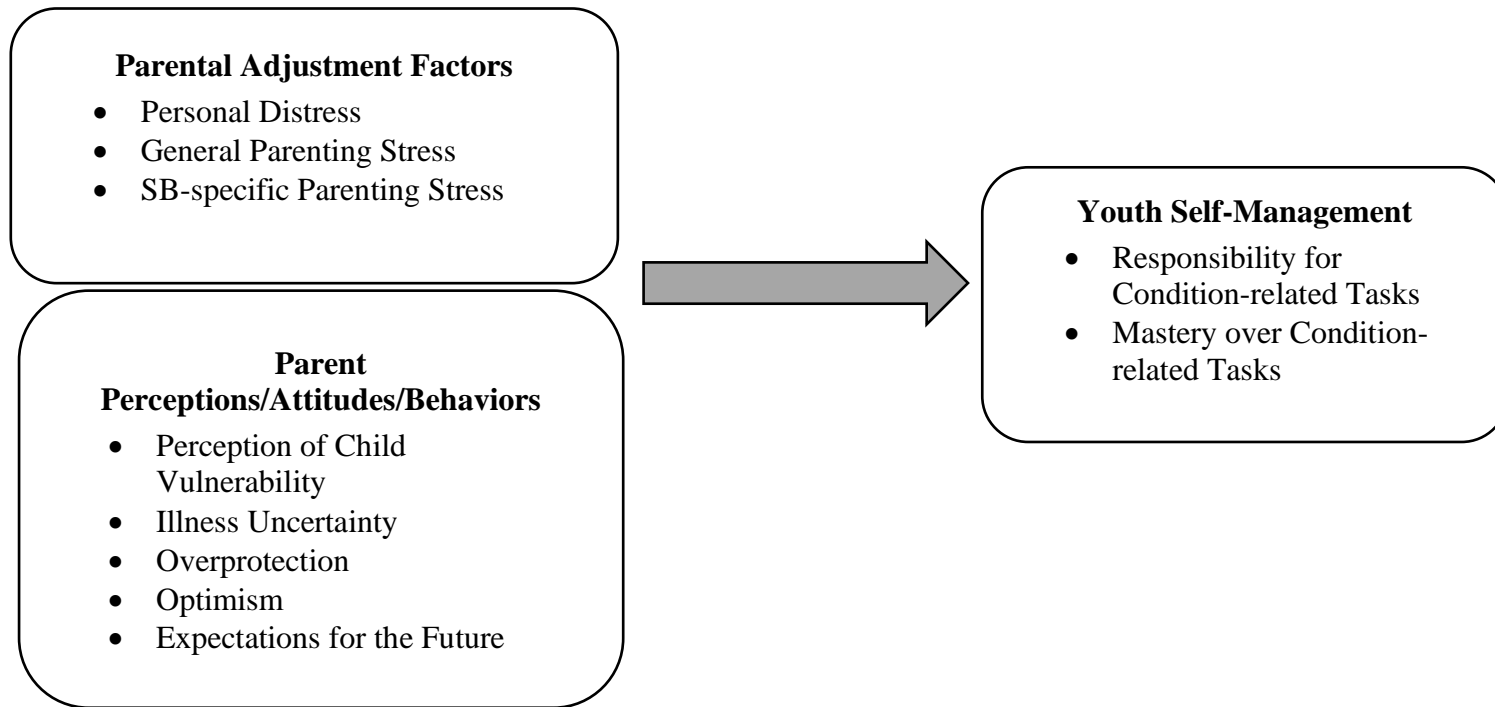 Parental Adjustment Factors
• Personal Distress
• General Parenting Stress
• SB-specific Parenting Stress
Parent
Perceptions/Attitudes/Behaviors
• Perception of Child
Vulnerability
• Illness Uncertainty
• Overprotection
• Optimism
• Expectations for the Future
Youth Self-Management
• Responsibility for
Condition-related Tasks
• Mastery over Condition-
related Tasks